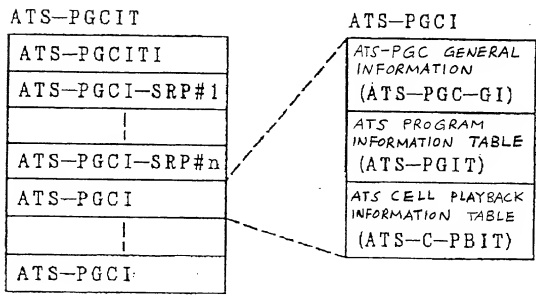 ATS-PGCIT
ATS-PGCITI
ATS-PGCI-SRP#1
ATS-PGCI-SRP#n
ATS-PGCI
ATS-PGCI
ATS-PGCI
ATS-PGC GENERAL
INFORMATION
(ATS-PGC-GI)
ATS PROGRAM
INFORMATION TABLE
(ATS-PGIT)
ATS CELL PLAYBACK
INFORMATION TABLE
(ATS-C-PBIT)